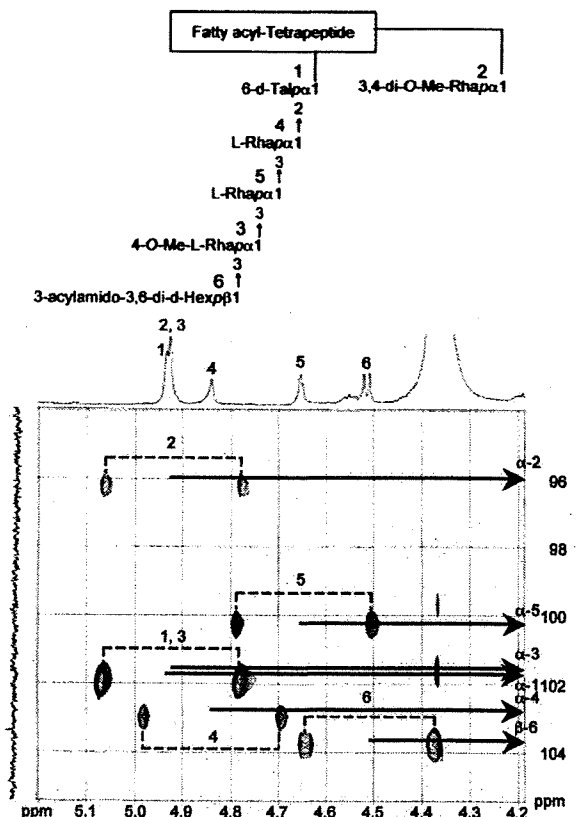 Fatty acyl-Tetrapeptide
1 2
6-d-Talpα1 3,4-di-O-Me-Rhapα1
2
4 ↑
L-Rhapα1
3
5 ↑
L-Rhapα1
3
3 ↑
4-O-Me-L-Rhapα1
3
6 ↑
3-acylamido-3,6-di-d-Hexpβ1
2, 3
1 4 5 6
2 α-2
96
98
5
α-5 100
1, 3
α-3
α-1 102
α-4
6
β-6
4
104
ppm 5.1 5.0 4.9 4.8 4.7 4.6 4.5 4.4 4.3 4.2 ppm